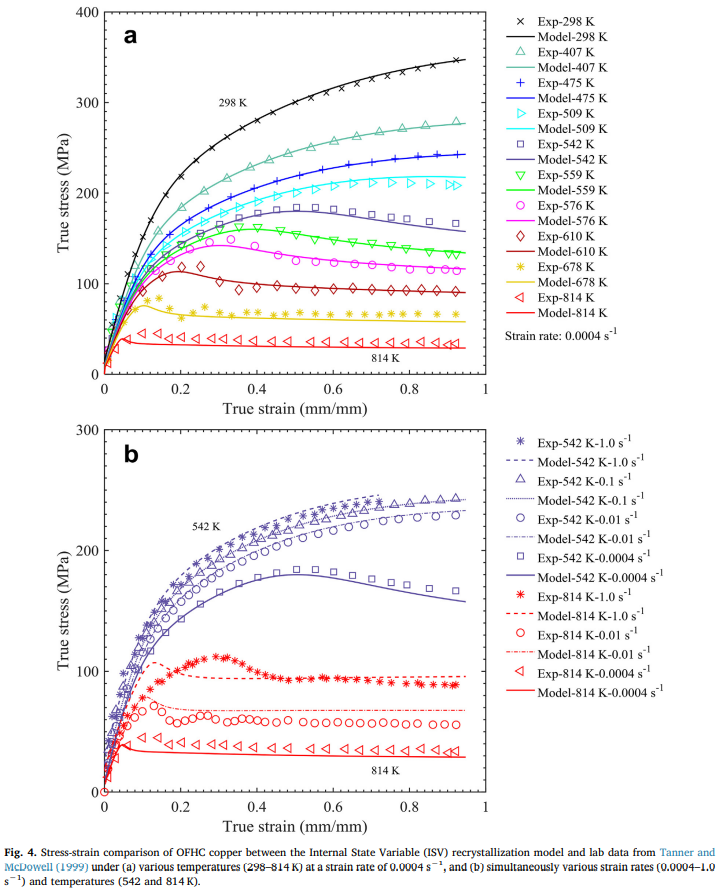 400
300
200
100
0
True stress (MPa)
a
298 K
814 K
0
0.2
0.4
0.6
0.8
1
True strain (mm/mm)
Exp-298 K
Model-298 K
Exp-407 K
Model-407 K
Exp-475 K
Model-475 K
Exp-509 K
Model-509 K
Exp-542 K
Model-542 K
Exp-559 K
Model-559 K
Exp-576 K
Model-576 K
Exp-610 K
Model-610 K
Exp-678 K
Model-678 K
Exp-814 K
Model-814 K
Strain rate: 0.0004 s⁻¹
300
200
100
0
True stress (MPa)
b
542 K
814 K
0
0.2
0.4
0.6
0.8
1
True strain (mm/mm)
Exp-542 K-1.0 s⁻¹
Model-542 K-1.0 s⁻¹
Exp-542 K-0.1 s⁻¹
Model-542 K-0.1 s⁻¹
Exp-542 K-0.01 s⁻¹
Model-542 K-0.01 s⁻¹
Exp-542 K-0.0004 s⁻¹
Model-542 K-0.0004 s⁻¹
Exp-814 K-1.0 s⁻¹
Model-814 K-1.0 s⁻¹
Exp-814 K-0.01 s⁻¹
Model-814 K-0.01 s⁻¹
Exp-814 K-0.0004 s⁻¹
Model-814 K-0.0004 s⁻¹
Fig. 4. Stress-strain comparison of OFHC copper between the Internal State Variable (ISV) recrystallization model and lab data from Tanner and
McDowell (1999) under (a) various temperatures (298–814 K) at a strain rate of 0.0004 s⁻¹, and (b) simultaneously various strain rates (0.0004–1.0
s⁻¹) and temperatures (542 and 814 K).